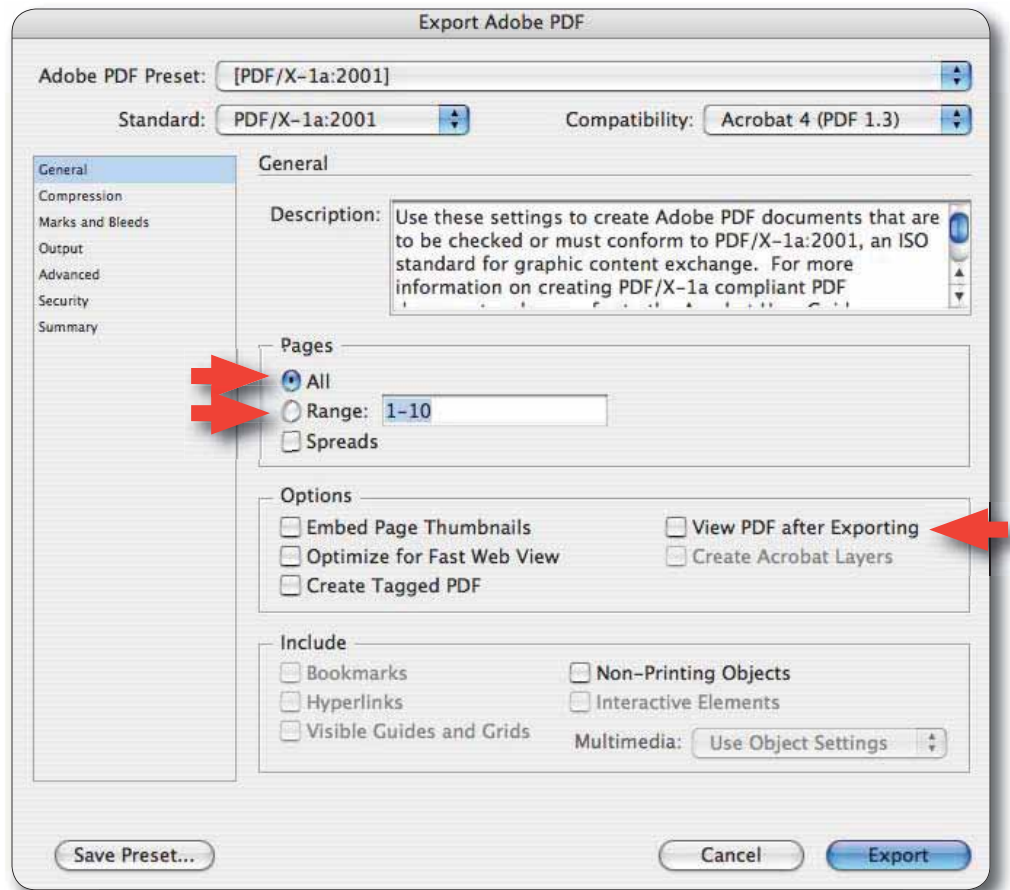 Export Adobe PDF
Adobe PDF Preset: [PDF/X-1a:2001]
Standard: PDF/X-1a:2001 Compatibility: Acrobat 4 (PDF 1.3)
General
Compression
Marks and Bleeds
Output
Advanced
Security
Summary
General
Description: Use these settings to create Adobe PDF documents that are
to be checked or must conform to PDF/X-1a:2001, an ISO
standard for graphic content exchange. For more
information on creating PDF/X-1a compliant PDF
Pages
All
Range: 1-10
Spreads
Options
Embed Page Thumbnails
Optimize for Fast Web View
Create Tagged PDF
View PDF after Exporting
Create Acrobat Layers
Include
Bookmarks
Hyperlinks
Visible Guides and Grids
Non-Printing Objects
Interactive Elements
Multimedia: Use Object Settings
Save Preset... Cancel Export